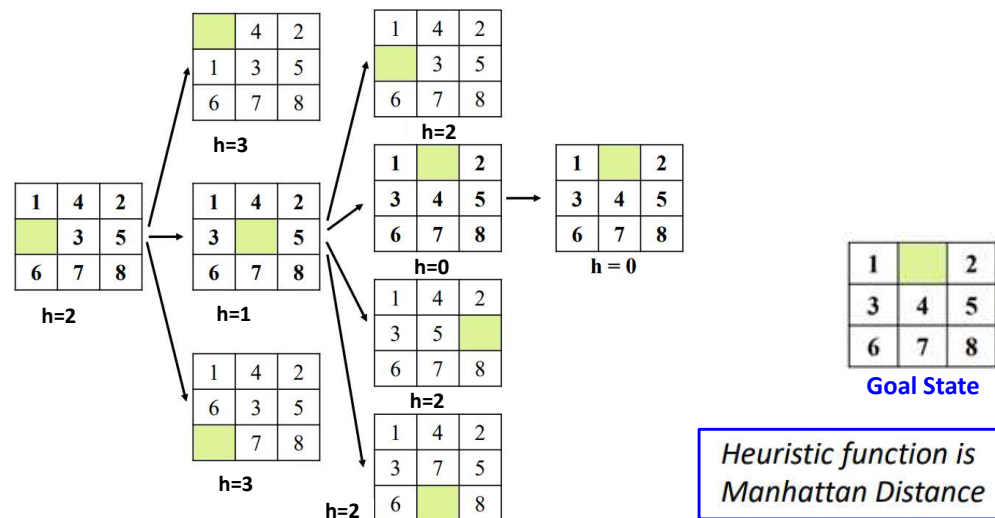 4 2
1 3 5
6 7 8
h=3
1 4 2
3 5
6 7 8
h=2
1 4 2
3 5
6 7 8
h=2
1 4 2
3 5
6 7 8
h=1
1 2
3 4 5
6 7 8
h=0
1 2
3 4 5
6 7 8
h = 0
1 4 2
6 3 5
7 8
h=3
1 4 2
3 5
6 7 8
h=2
1 4 2
3 7 5
6 8
h=2
1 2
3 4 5
6 7 8
Goal State
Heuristic function is
Manhattan Distance